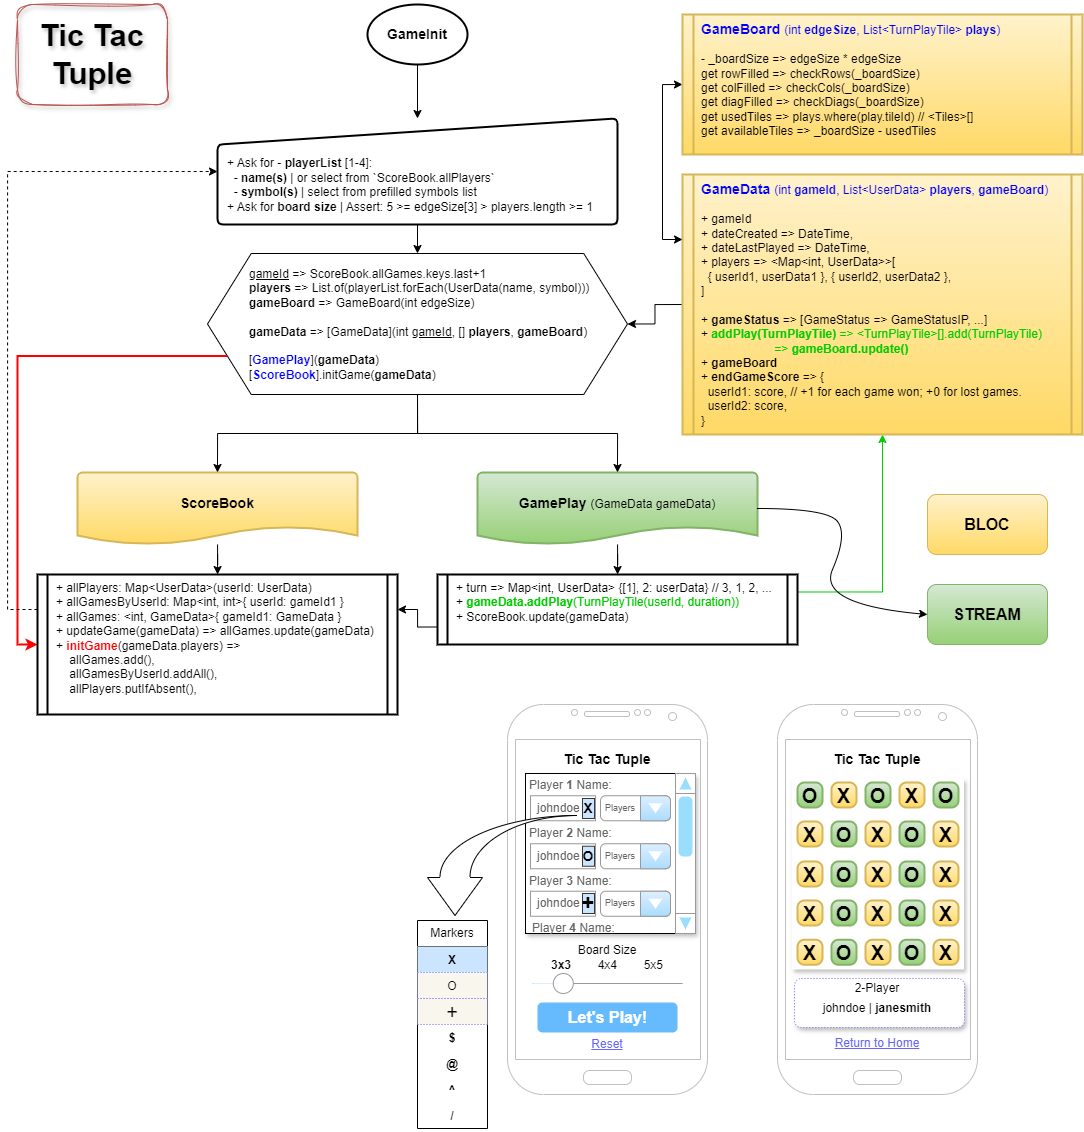 Tic Tac
Tuple
GameInit
+ Ask for - playerList [1-4]:
- name(s) | or select from `ScoreBook.allPlayers`
- symbol(s) | select from prefilled symbols list
+ Ask for board size | Assert: 5 >= edgeSize[3] > players.length >= 1
gameId => ScoreBook.allGames.keys.last+1
players => List.of(playerList.forEach(UserData(name, symbol)))
gameBoard => GameBoard(int edgeSize)
gameData => [GameData](int gameId, [] players, gameBoard)
[GamePlay](gameData)
[ScoreBook].initGame(gameData)
GameBoard (int edgeSize, List<TurnPlayTile> plays)
- _boardSize => edgeSize * edgeSize
get rowFilled => checkRows(_boardSize)
get colFilled => checkCols(_boardSize)
get diagFilled => checkDiags(_boardSize)
get usedTiles => plays.where(play.tileId) // <Tiles>[]
get availableTiles => _boardSize - usedTiles
GameData (int gameId, List<UserData> players, gameBoard)
+ gameId
+ dateCreated => DateTime,
+ dateLastPlayed => DateTime,
+ players => <Map<int, UserData>>[
{ userId1, userData1 }, { userId2, userData2 },
]
+ gameStatus => [GameStatus => GameStatusIP, ...]
+ addPlay(TurnPlayTile) => <TurnPlayTile>[].add(TurnPlayTile)
=> gameBoard.update()
+ gameBoard
+ endGameScore => {
userId1: score, // +1 for each game won; +0 for lost games.
userId2: score,
}
ScoreBook
GamePlay (GameData gameData)
BLOC
STREAM
+ allPlayers: Map<UserData>(userId: UserData)
+ allGamesByUserId: Map<int, int>{ userId: gameId1 }
+ allGames: <int, GameData>{ gameId1: GameData }
+ updateGame(gameData) => allGames.update(gameData)
+ initGame(gameData.players) =>
allGames.add(),
allGamesByUserId.addAll(),
allPlayers.putIfAbsent(),
+ turn => Map<int, UserData> {[1], 2: userData} // 3, 1, 2, ...
+ gameData.addPlay(TurnPlayTile(userId, duration))
+ ScoreBook.update(gameData)
Tic Tac Tuple
Player 1 Name:
johndoe X Players
Player 2 Name:
johndoe O Players
Player 3 Name:
johndoe + Players
Player 4 Name:
Board Size
3x3 4x4 5x5
Let's Play!
Reset
Markers
X
O
+
$
@
^
/
Tic Tac Tuple
O X O X O
X O X O X
X O X O X
X O X O X
X O X O X
2-Player
johndoe | janesmith
Return to Home